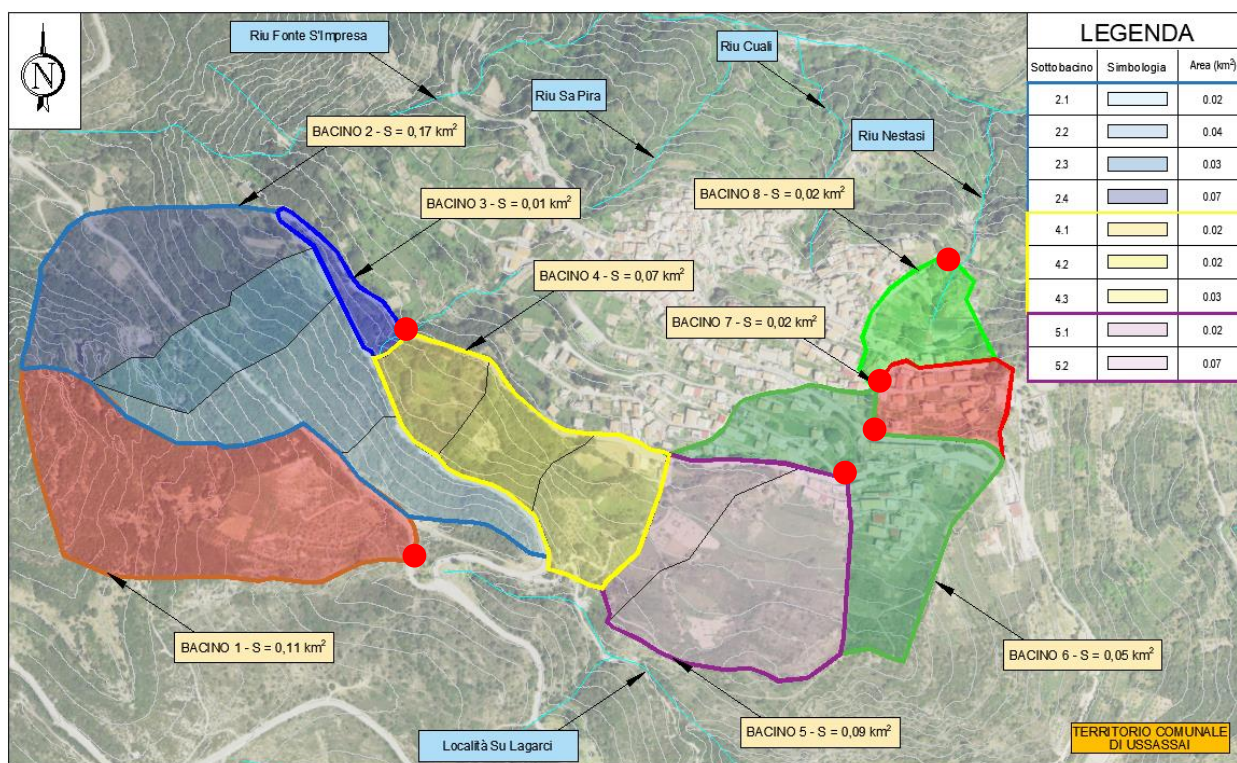 N
Riu Fonte S'Impresa
Riu Cuali
Riu Sa Pira
BACINO 2 - S = 0,17 km²
Riu Nestasi
BACINO 3 - S = 0,01 km²
BACINO 8 - S = 0,02 km²
BACINO 4 - S = 0,07 km²
BACINO 7 - S = 0,02 km²
BACINO 1 - S = 0,11 km²
BACINO 6 - S = 0,05 km²
BACINO 5 - S = 0,09 km²
Località Su Lagarci
LEGENDA
Sottobacino Simbologia Area (km²)
2.1 0.02
2.2 0.04
2.3 0.03
2.4 0.07
4.1 0.02
4.2 0.02
4.3 0.03
5.1 0.02
5.2 0.07
TERRITORIO COMUNALE
DI USSASSAI